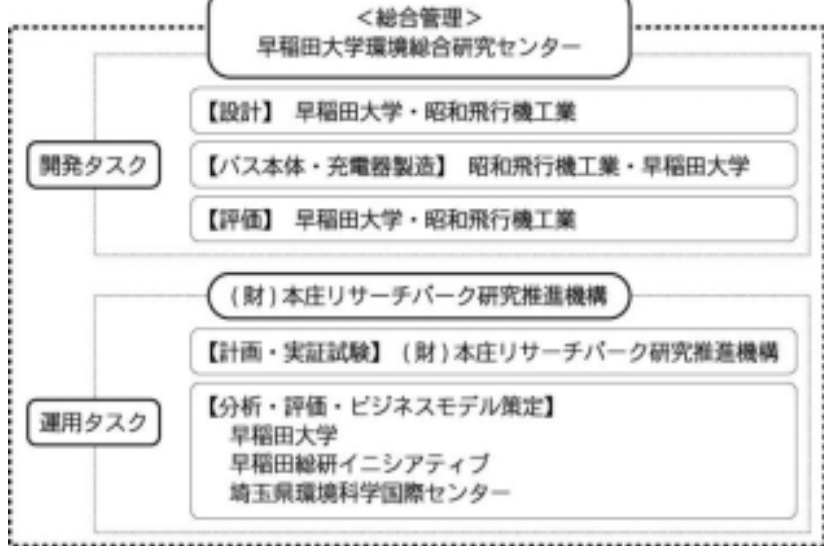 ＜総合管理＞
早稲田大学環境総合研究センター
開発タスク
【設計】 早稲田大学・昭和飛行機工業
【バス本体・充電器製造】 昭和飛行機工業・早稲田大学
【評価】 早稲田大学・昭和飛行機工業
(財)本庄リサーチパーク研究推進機構
運用タスク
【計画・実証試験】 (財)本庄リサーチパーク研究推進機構
【分析・評価・ビジネスモデル策定】
早稲田大学
早稲田総研イニシアティブ
埼玉県環境科学国際センター